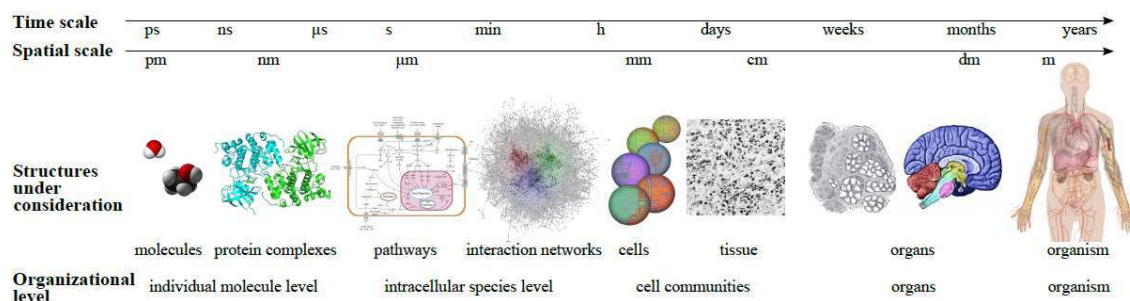 Time scale
ps ns μs s min h days weeks months years
Spatial scale
pm nm μm mm cm dm m
Structures
under
consideration
molecules protein complexes pathways interaction networks cells tissue organs organism
Organizational
level
individual molecule level intracellular species level cell communities organs organism